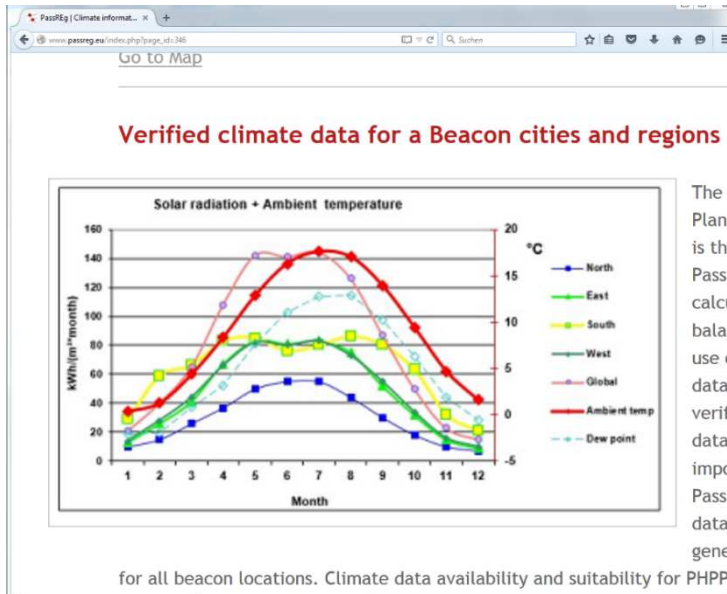 PassREg | Climate informat... × +
www.passreg.eu/index.php?page_id=346
Suchen
Go to Map
Verified climate data for a Beacon cities and regions
Solar radiation + Ambient temperature
160
140
120
100
80
60
40
20
0
kWh/(m²*month)
20
15
10
5
0
-5
°C
1 2 3 4 5 6 7 8 9 10 11 12
Month
North
East
South
West
Global
Ambient temp
Dew point
The
Plan
is th
Pass
calcu
bala
use
data
verif
data
impo
Pass
data
gene
for all beacon locations. Climate data availability and suitability for PHPP